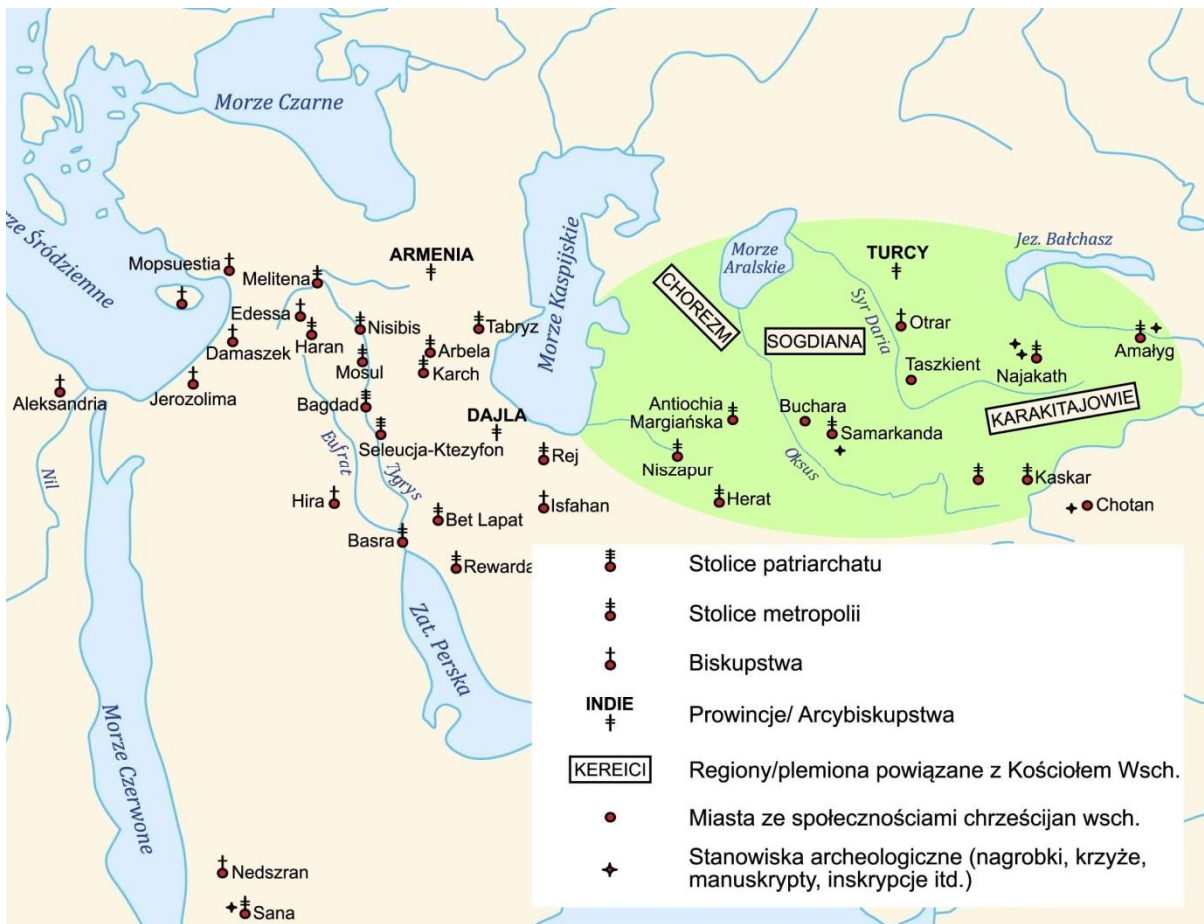 Morze Czarne
rze Śródziemne
Morze Kaspijskie
Morze
Aralskie
Jez. Bałchasz
ARMENIA
TURCY
Mopsuestia
Melitena
CHOREZM
Syr Daria
Edessa
Nisibis
Tabryz
Otrar
SOGDIANA
Haran
Damaszek
Arbela
Amałyg
Mosul
Karch
Taszkient
Najakath
Aleksandria
Jerozolima
Bagdad
DAJLA
Antiochia
Margiańska
Buchara
KARAKITAJOWIE
Seleucja-Ktezyfon
Samarkanda
Eufrat
Tygrys
Rej
Niszapur
Oksus
Nil
Kaskar
Hira
Isfahan
Herat
Chotan
Bet Lapat
Basra
Rewarda
Zat. Perska
Morze Czerwone
Nedszran
Sana
Stolice patriarchatu
Stolice metropolii
Biskupstwa
INDIE
Prowincje/ Arcybiskupstwa
KEREICI
Regiony/plemiona powiązane z Kościołem Wsch.
Miasta ze społecznościami chrześcijan wsch.
Stanowiska archeologiczne (nagrobki, krzyże,
manuskrypty, inskrypcje itd.)